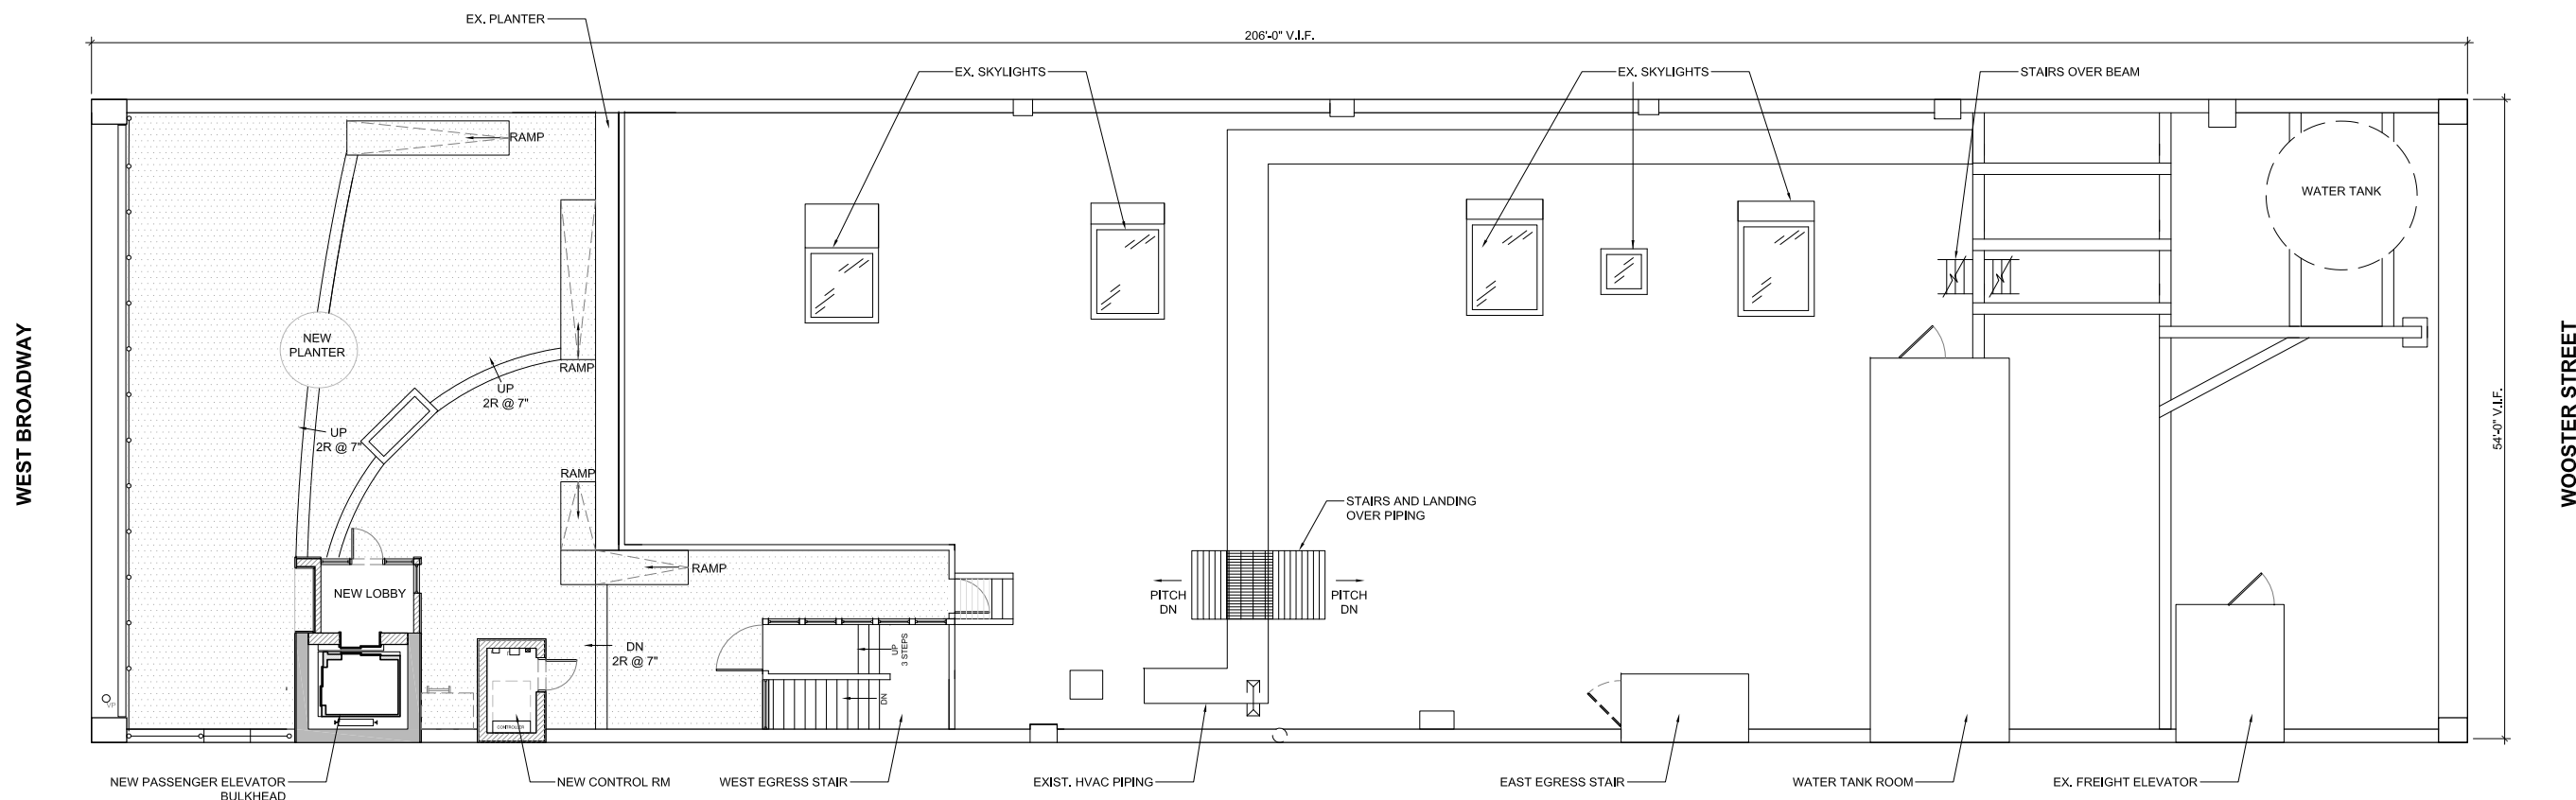 EX. PLANTER
206'-0" V.I.F.
EX. SKYLIGHTS
EX. SKYLIGHTS
STAIRS OVER BEAM
RAMP
WATER TANK
WEST BROADWAY
NEW
PLANTER
WOOSTER STREET
RAMP
UP
2R @ 7"
UP
2R @ 7"
54'-0" V.I.F.
RAMP
STAIRS AND LANDING
OVER PIPING
RAMP
NEW LOBBY
PITCH
DN
PITCH
DN
DN
2R @ 7"
UP
3 STEPS
DN
VP
CONTROLLER
NEW PASSENGER ELEVATOR
BULKHEAD
NEW CONTROL RM
WEST EGRESS STAIR
EXIST. HVAC PIPING
EAST EGRESS STAIR
WATER TANK ROOM
EX. FREIGHT ELEVATOR